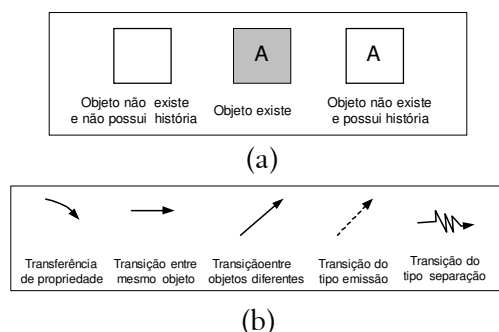 A
A
Objeto não existe
e não possui história
Objeto existe
Objeto não existe
e possui história
(a)
Transferência
de propriedade
Transição entre
mesmo objeto
Transiçãoentre
objetos diferentes
Transição do
tipo emissão
Transição do
tipo separação
(b)